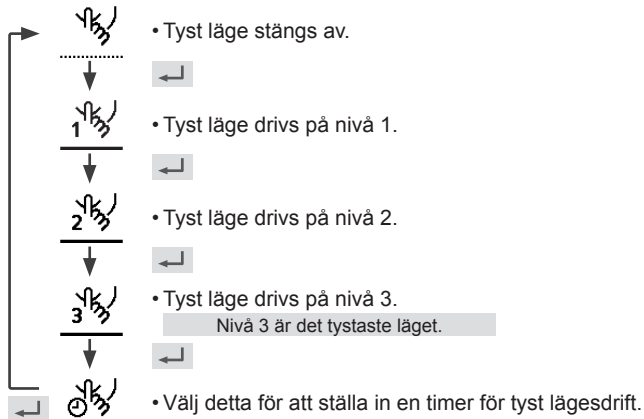 • Tyst läge stängs av.
1
• Tyst läge drivs på nivå 1.
2
• Tyst läge drivs på nivå 2.
3
• Tyst läge drivs på nivå 3.
Nivå 3 är det tystaste läget.
• Välj detta för att ställa in en timer för tyst lägesdrift.